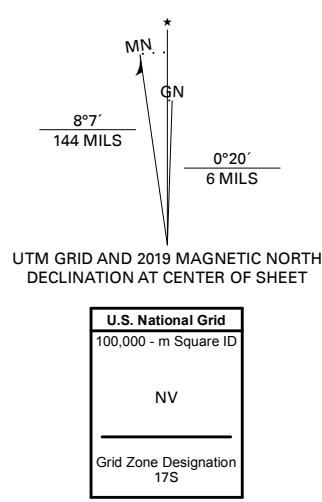 MN
GN
8°7´
144 MILS
0°20´
6 MILS
UTM GRID AND 2019 MAGNETIC NORTH
DECLINATION AT CENTER OF SHEET
U.S. National Grid
100,000 - m Square ID
NV
Grid Zone Designation
17S